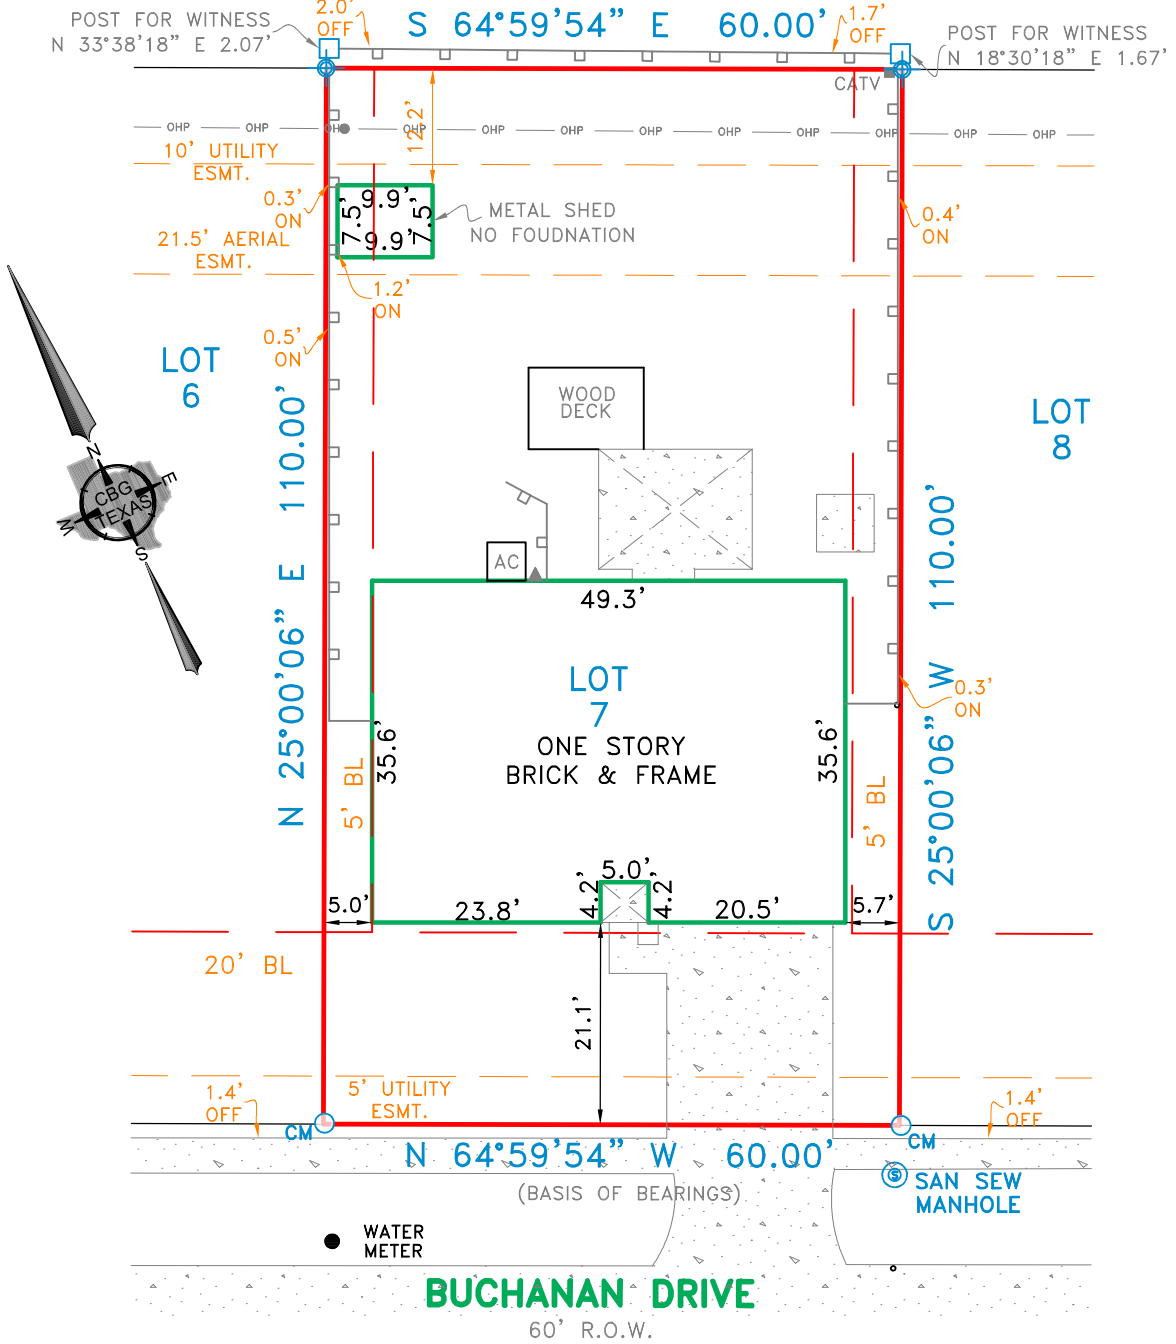 2.0'
OFF
S 64°59'54" E 60.00'
1.7'
OFF
POST FOR WITNESS
N 33°38'18" E 2.07'
POST FOR WITNESS
N 18°30'18" E 1.67'
CATV
OHP OHP OHP OHP OHP OHP OHP OHP OHP OHP OHP OHP
12.2'
10' UTILITY
ESMT.
0.3'
ON
9.9'
7.5'
7.5'
9.9'
METAL SHED
NO FOUDNATION
0.4'
ON
21.5' AERIAL
ESMT.
1.2'
ON
0.5'
ON
LOT
6
WOOD
DECK
LOT
8
N
E
CBG
TEXAS
W
S
N 25°00'06" E 110.00'
S 25°00'06" W 110.00'
AC
49.3'
LOT
7
ONE STORY
BRICK & FRAME
0.3'
ON
35.6'
35.6'
5' BL
5' BL
5.0'
4.2'
4.2'
5.0'
23.8'
20.5'
5.7'
20' BL
21.1'
5' UTILITY
ESMT.
1.4'
OFF
1.4'
OFF
CM
CM
N 64°59'54" W 60.00'
(BASIS OF BEARINGS)
S
SAN SEW
MANHOLE
WATER
METER
BUCHANAN DRIVE
60' R.O.W.